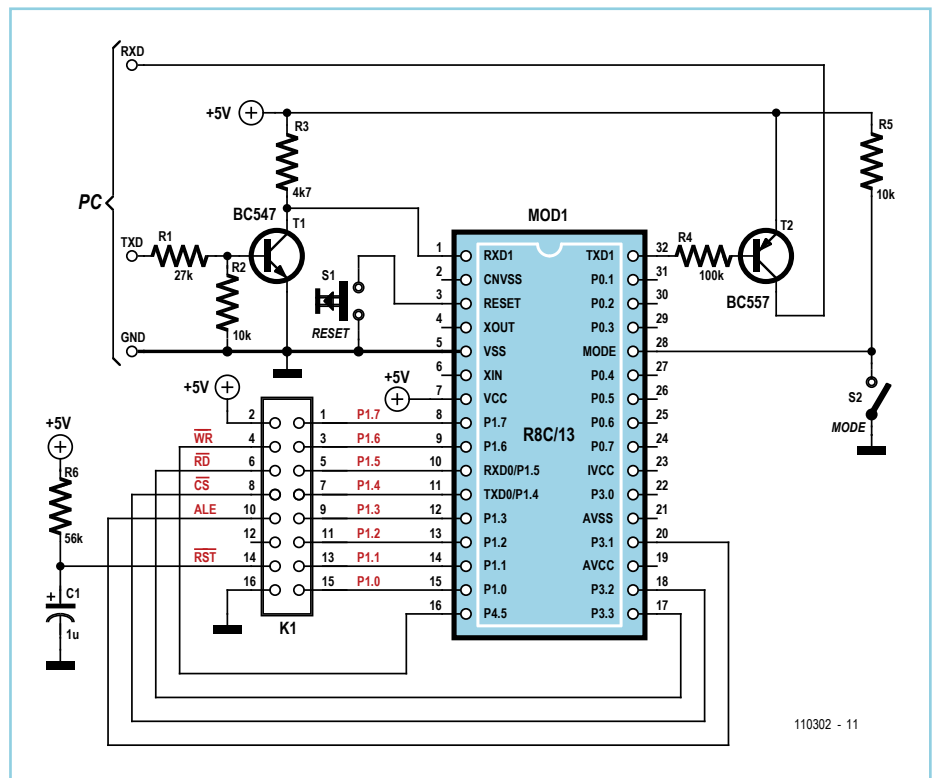 RXD
+5V
R3
4k7
R5
10k
PC
BC547
T1
TXD
R1
27k
R2
10k
S1
RESET
GND
MOD1
R8C/13
1 RXD1
2 CNVSS
3 RESET
4 XOUT
5 VSS
6 XIN
7 VCC
8 P1.7
9 P1.6
10 RXD0/P1.5
11 TXD0/P1.4
12 P1.3
13 P1.2
14 P1.1
15 P1.0
16 P4.5
TXD1 32
P0.1 31
P0.2 30
P0.3 29
MODE 28
P0.4 27
P0.5 26
P0.6 25
P0.7 24
IVCC 23
P3.0 22
AVSS 21
P3.1 20
AVCC 19
P3.2 18
P3.3 17
R4
100k
T2
BC557
S2
MODE
+5V
+5V
2 1 P1.7
WR 4 3 P1.6
RD 6 5 P1.5
CS 8 7 P1.4
ALE 10 9 P1.3
12 11 P1.2
RST 14 13 P1.1
16 15 P1.0
K1
+5V
R6
56k
+ C1
1u
110302 - 11